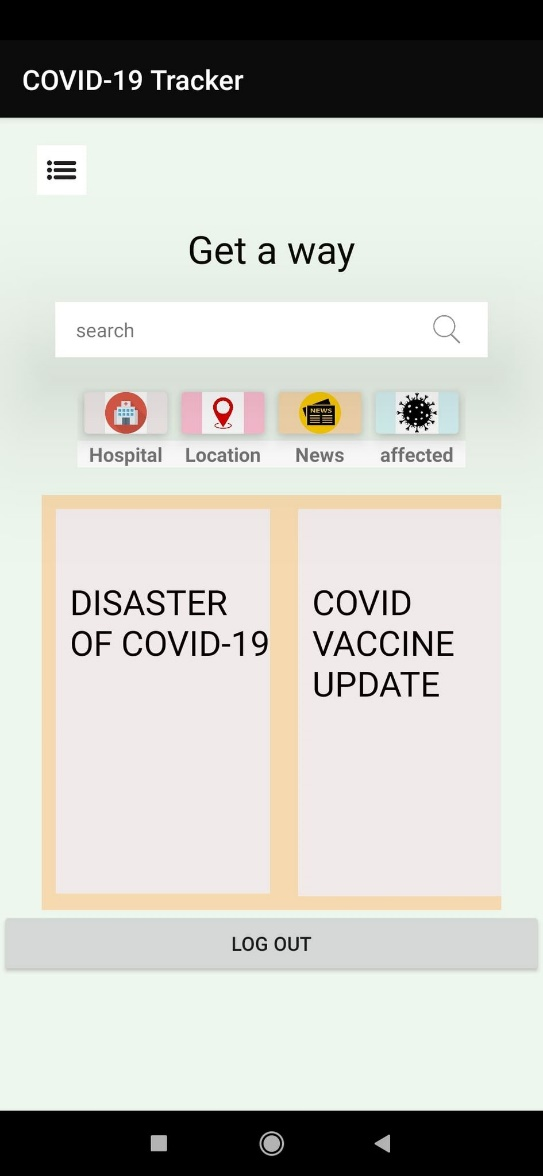 COVID-19 Tracker
Get a way
search
NEWS
Hospital Location News affected
DISASTER
OF COVID-19
COVID
VACCINE
UPDATE
LOG OUT